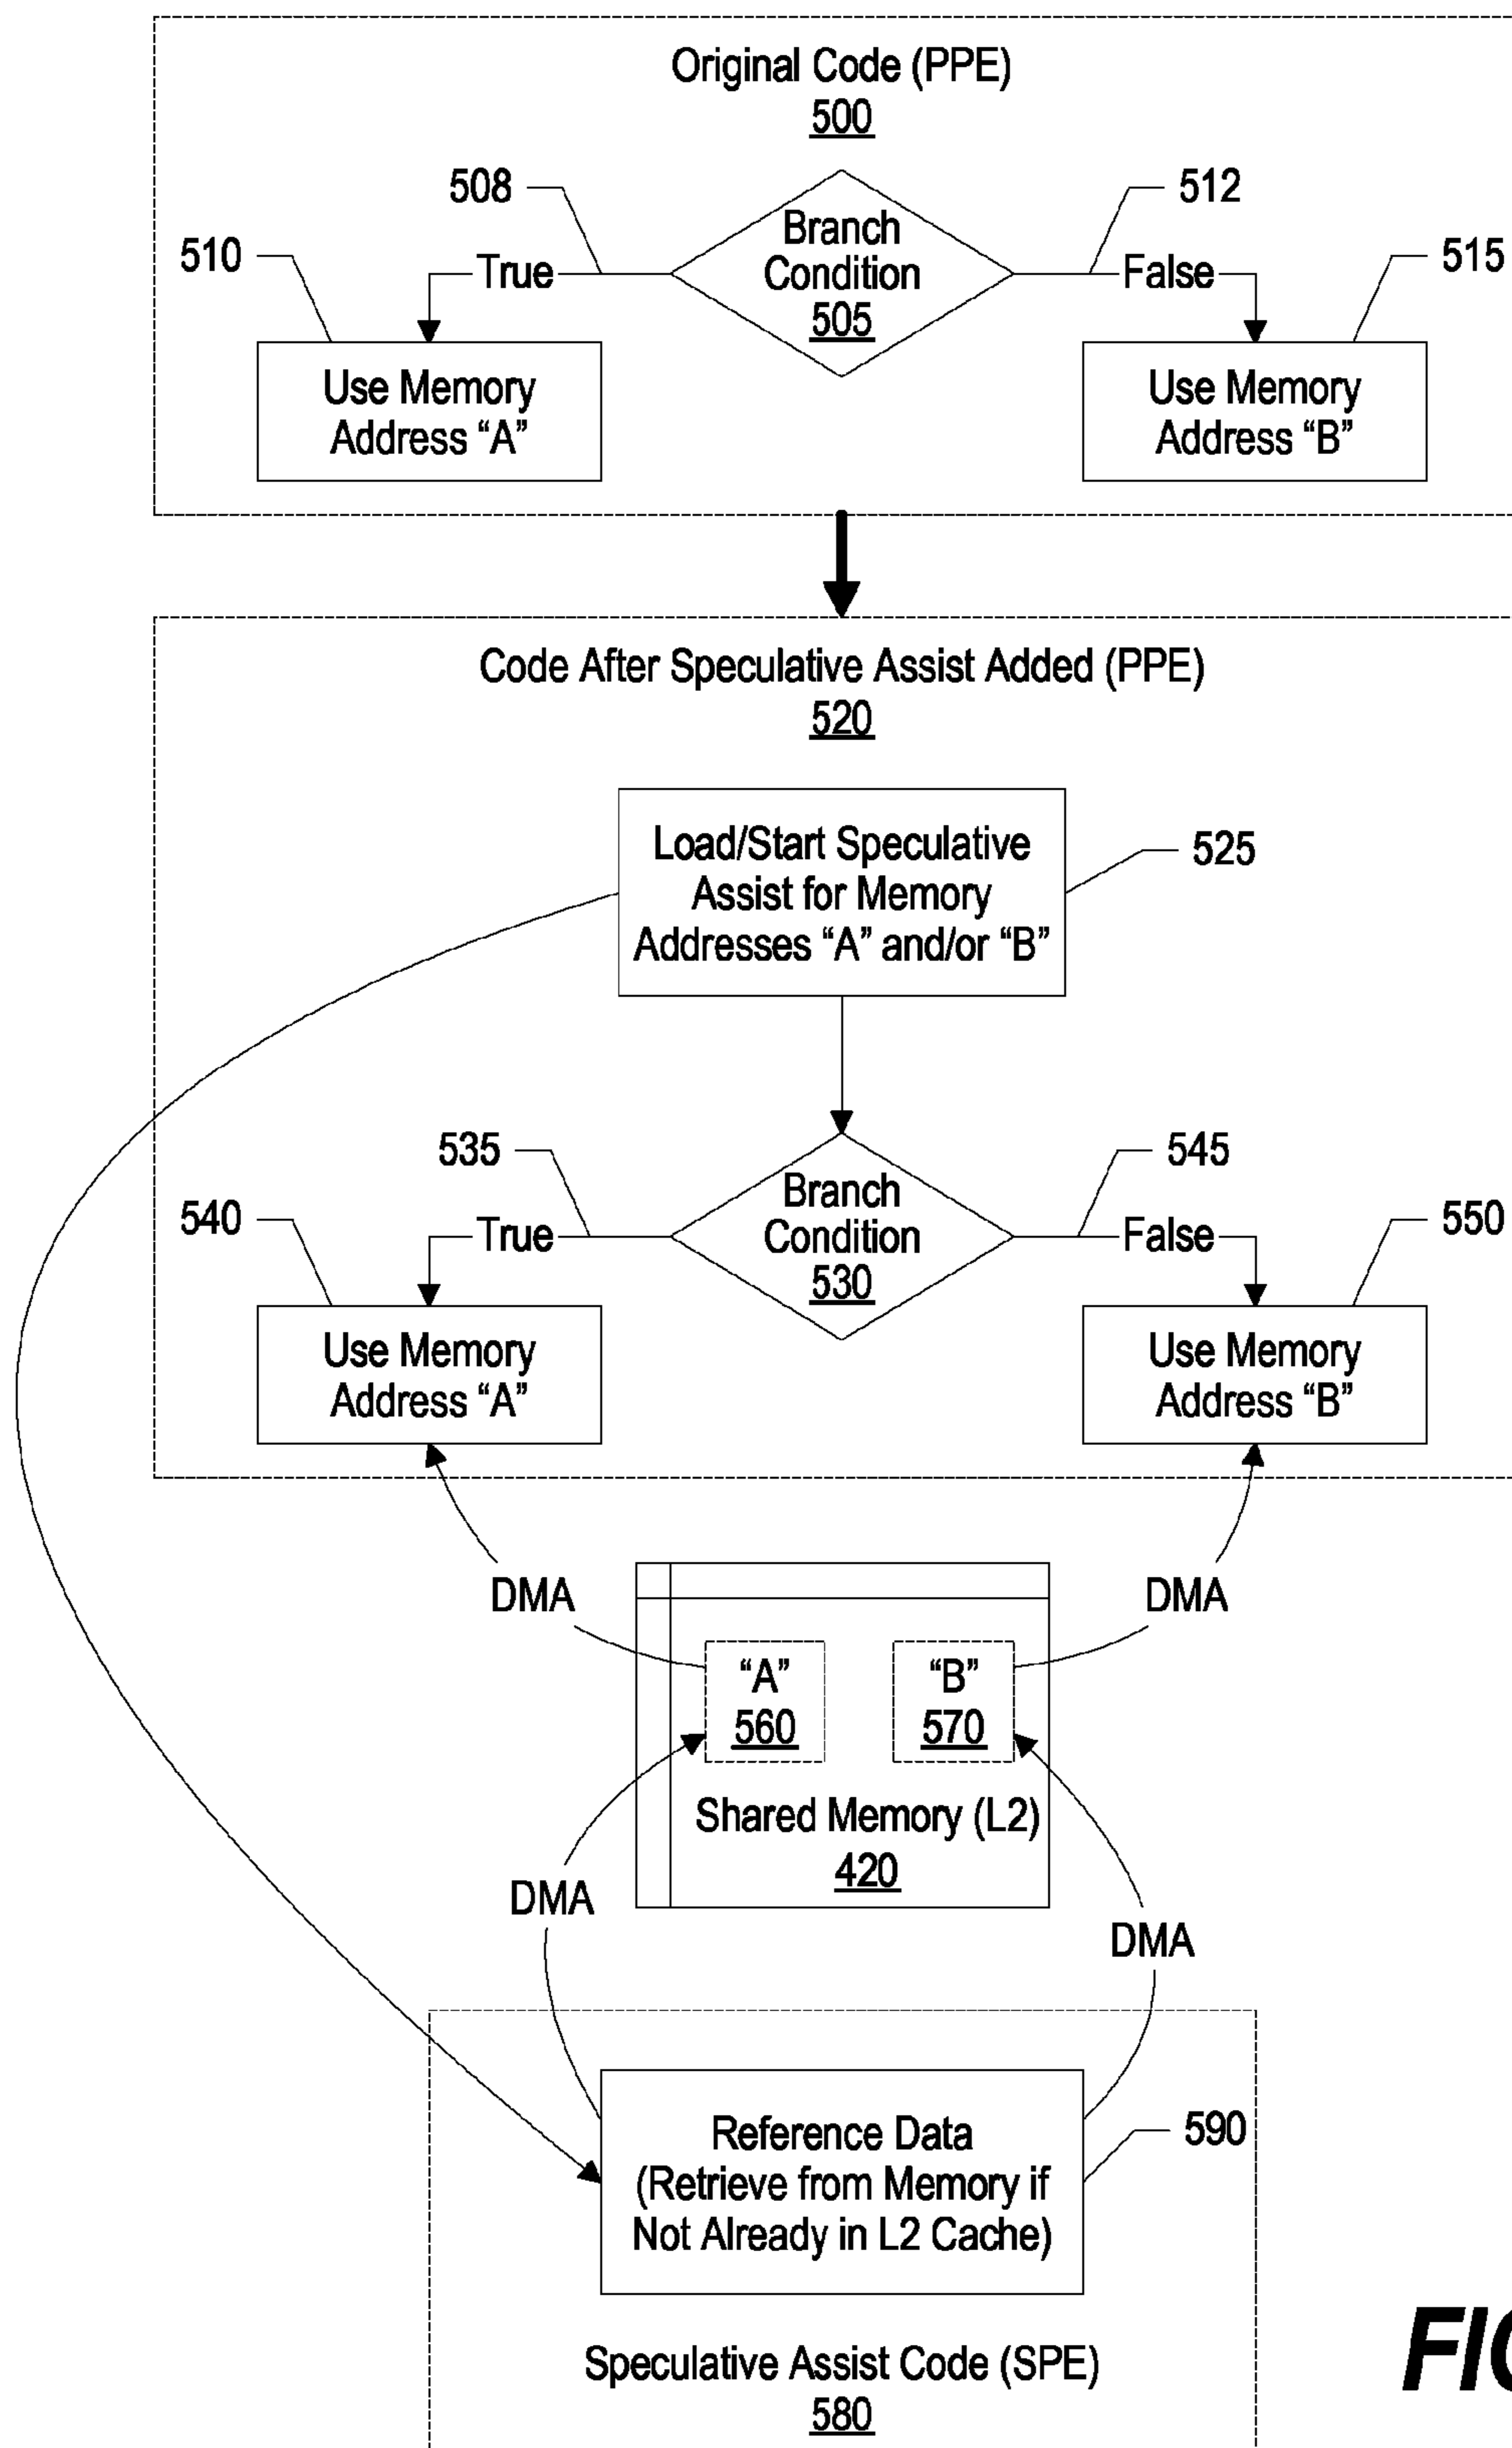 Original Code (PPE)
500
508
512
Branch
Condition
505
510
True
False
515
Use Memory
Address “A”
Use Memory
Address “B”
Code After Speculative Assist Added (PPE)
520
Load/Start Speculative
Assist for Memory
Addresses “A” and/or “B”
525
535
545
Branch
Condition
530
540
True
False
550
Use Memory
Address “A”
Use Memory
Address “B”
DMA
DMA
“A”
560
“B”
570
Shared Memory (L2)
420
DMA
DMA
Reference Data
(Retrieve from Memory if
Not Already in L2 Cache)
590
Speculative Assist Code (SPE)
580